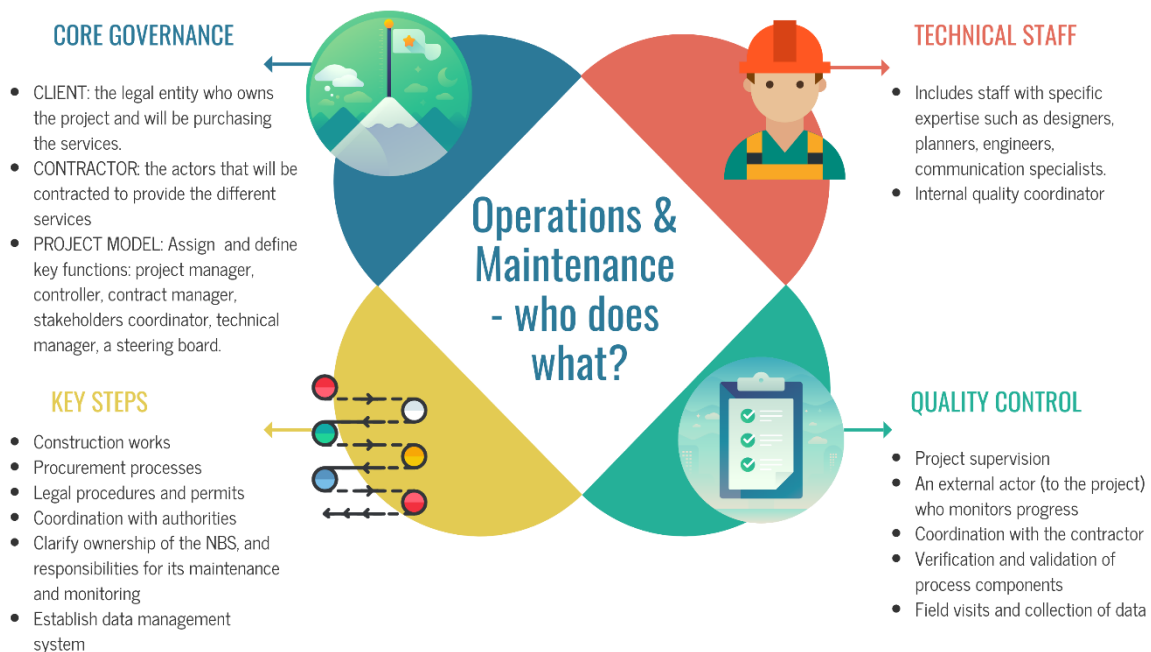 CORE GOVERNANCE
• CLIENT: the legal entity who owns
the project and will be purchasing
the services.
• CONTRACTOR: the actors that will be
contracted to provide the different
services
• PROJECT MODEL: Assign and define
key functions: project manager,
controller, contract manager,
stakeholders coordinator, technical
manager, a steering board.
TECHNICAL STAFF
• Includes staff with specific
expertise such as designers,
planners, engineers,
communication specialists.
• Internal quality coordinator
Operations &
Maintenance
- who does
what?
KEY STEPS
• Construction works
• Procurement processes
• Legal procedures and permits
• Coordination with authorities
• Clarify ownership of the NBS, and
responsibilities for its maintenance
and monitoring
• Establish data management
system
QUALITY CONTROL
• Project supervision
• An external actor (to the project)
who monitors progress
• Coordination with the contractor
• Verification and validation of
process components
• Field visits and collection of data